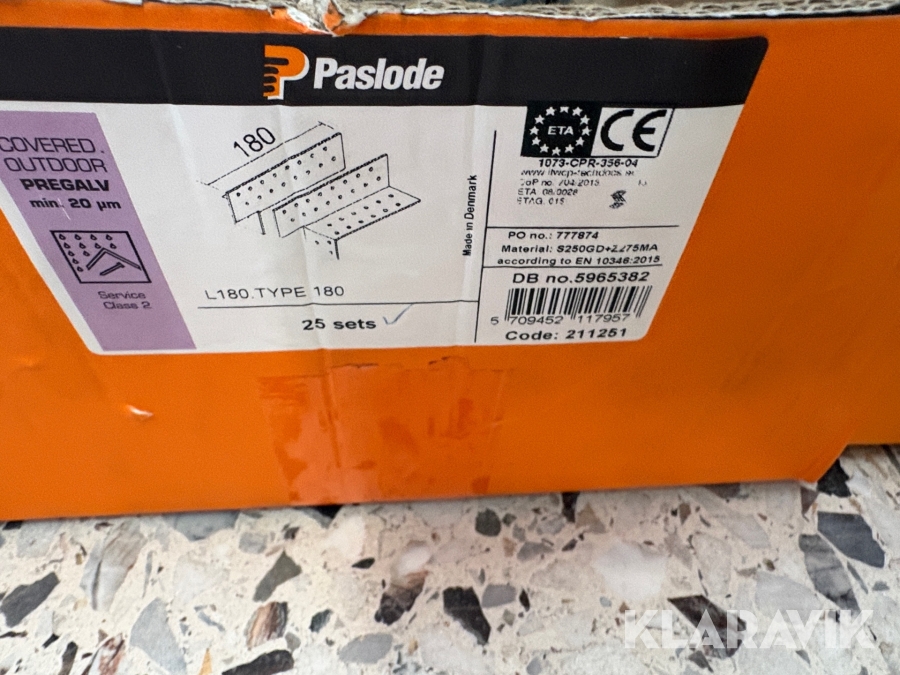 Paslode
COVERED.
OUTDOOR
PREGALV
min. 20 µm
Service
Class 2
180
L180.TYPE 180
25 sets
Made in Denmark
ETA
CE
1073-CPR-356-04
PO no.: 777874
Material: S250GD+Z275MA
according to EN 10346:2015
DB no.5965382
5 709452 117957
Code: 211251
KLARAVIK